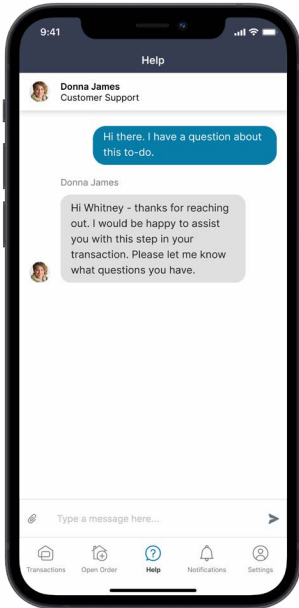 9:41
Help
Donna James
Customer Support
Hi there. I have a question about
this to-do.
Donna James
Hi Whitney - thanks for reaching
out. I would be happy to assist
you with this step in your
transaction. Please let me know
what questions you have.
Type a message here...
Transactions Open Order Help Notifications Settings